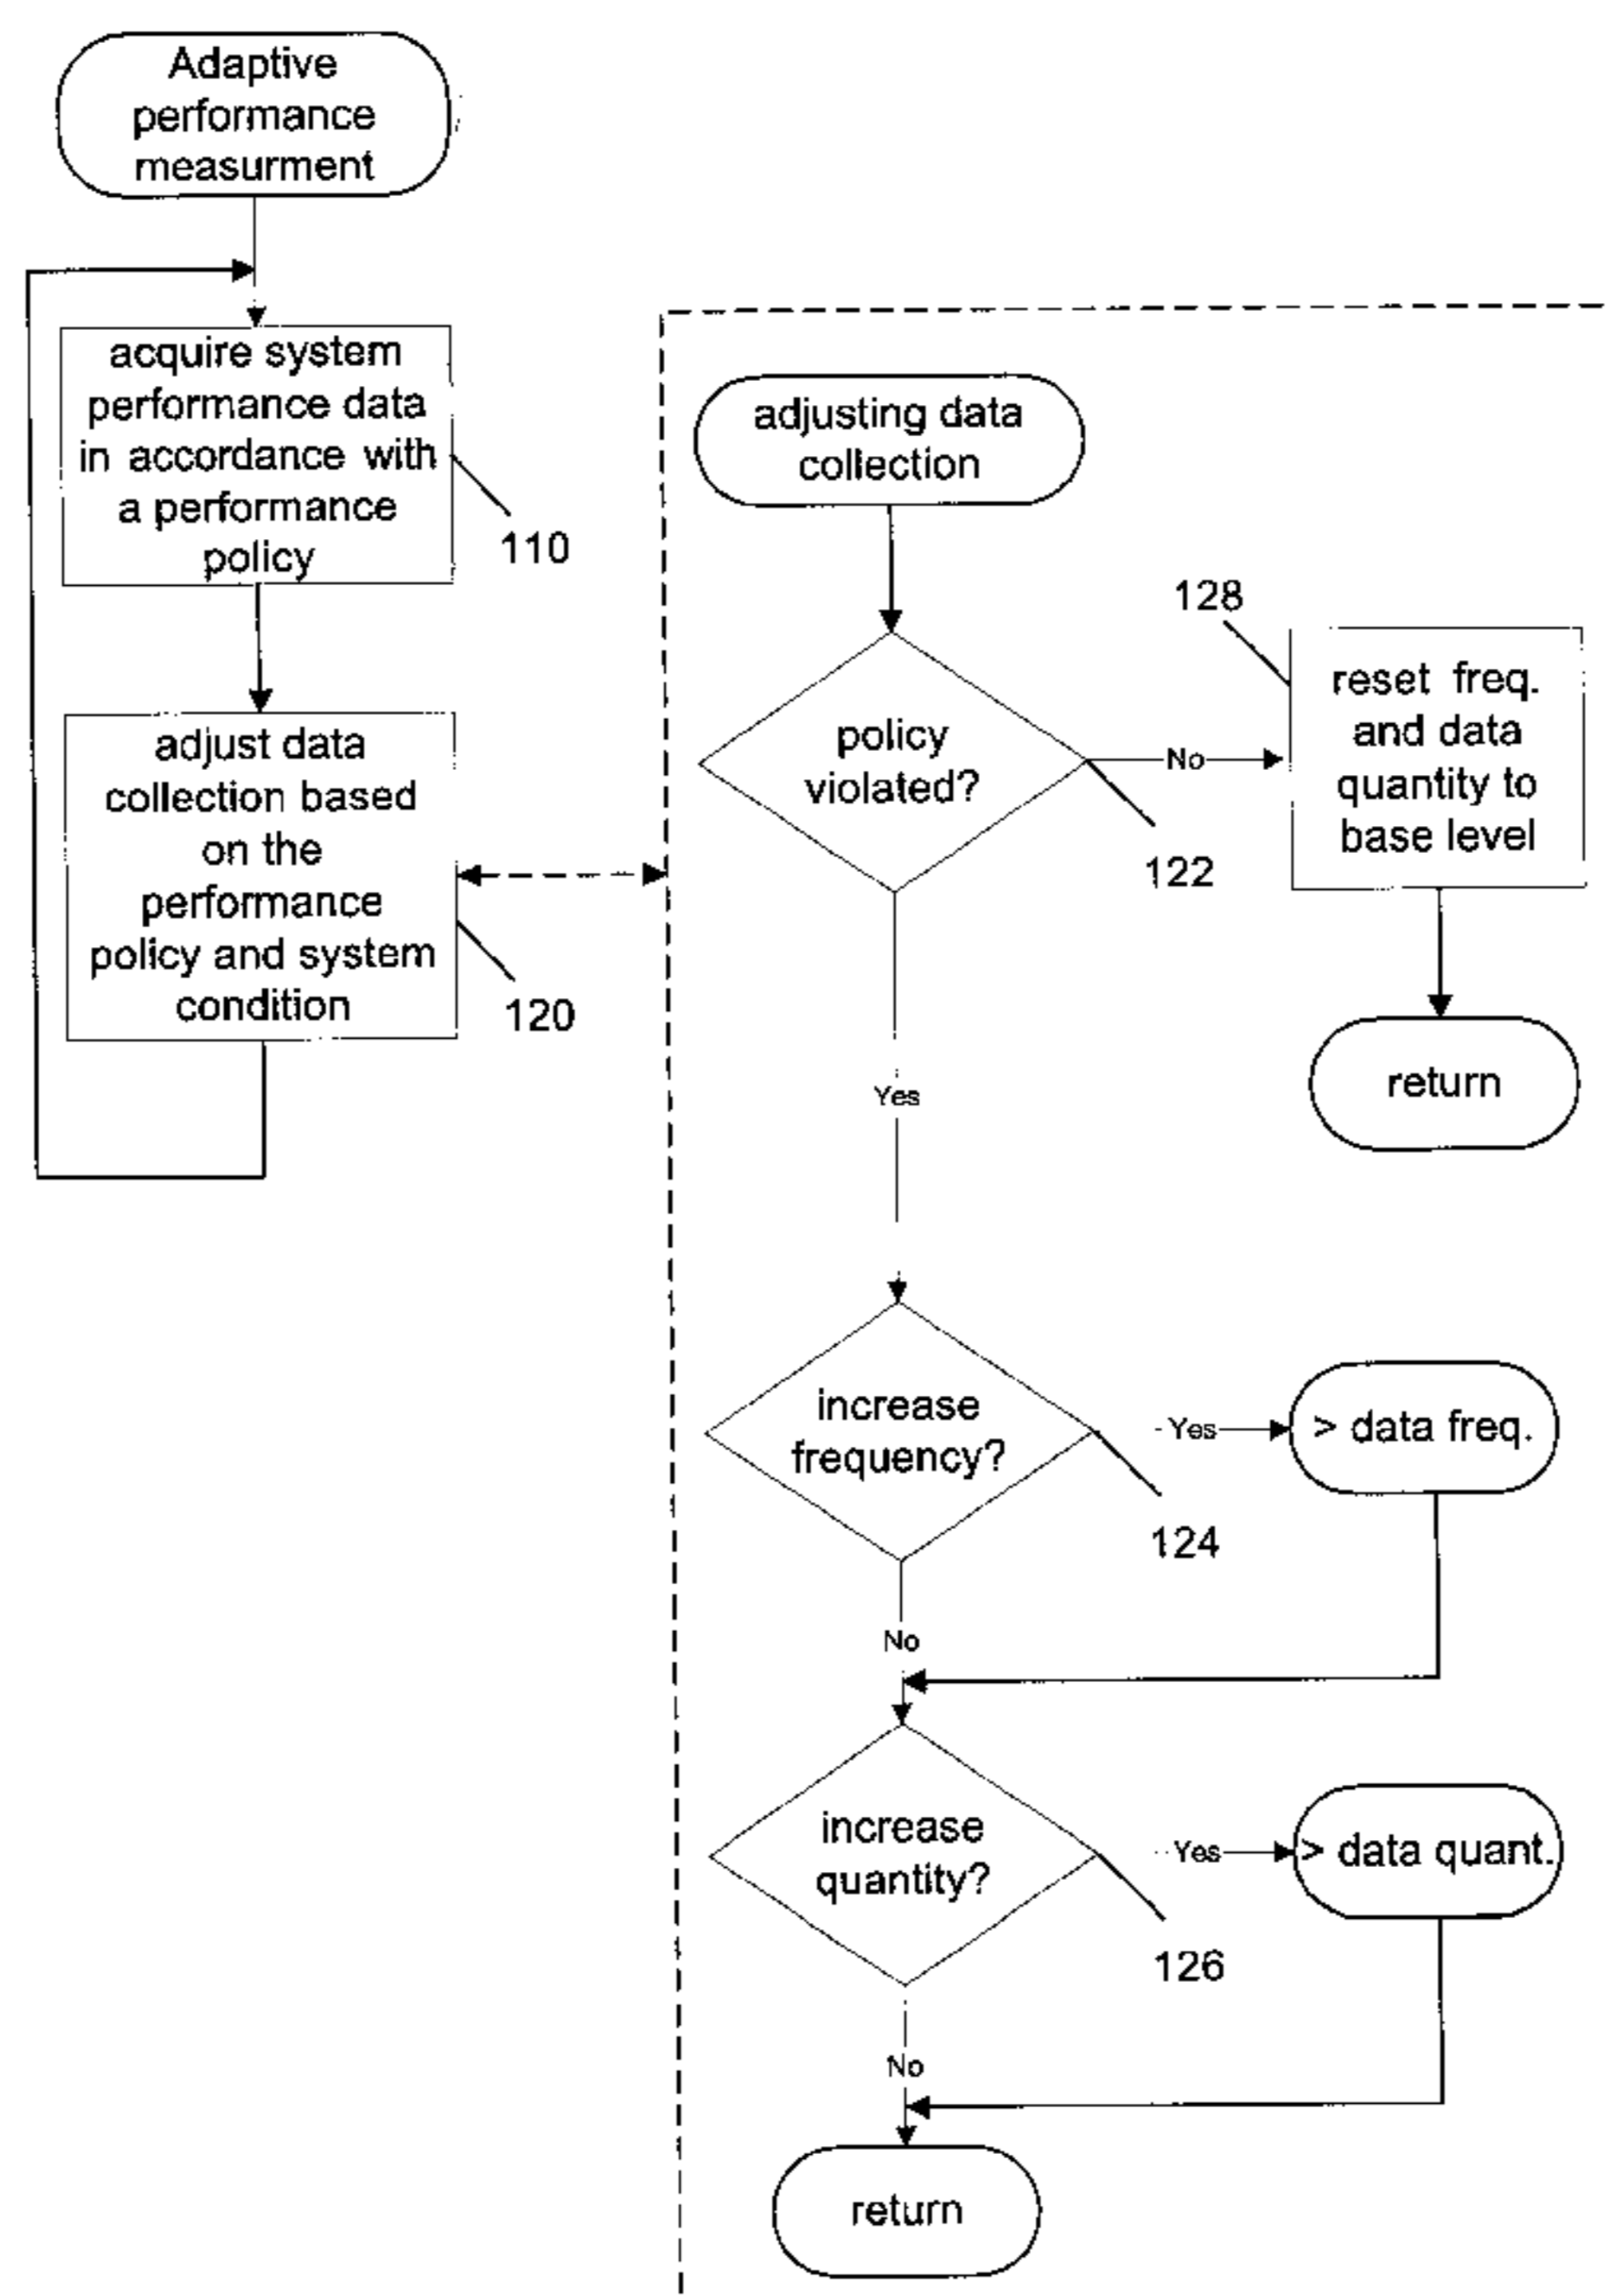 Adaptive
performance
measurment
acquire system
performance data
in accordance with
a performance
policy
110
adjust data
collection based
on the
performance
policy and system
condition
120
adjusting data
collection
policy
violated?
122
No
128
reset freq.
and data
quantity to
base level
return
Yes
increase
frequency?
124
Yes
> data freq.
No
increase
quantity?
126
Yes
> data quant.
No
return